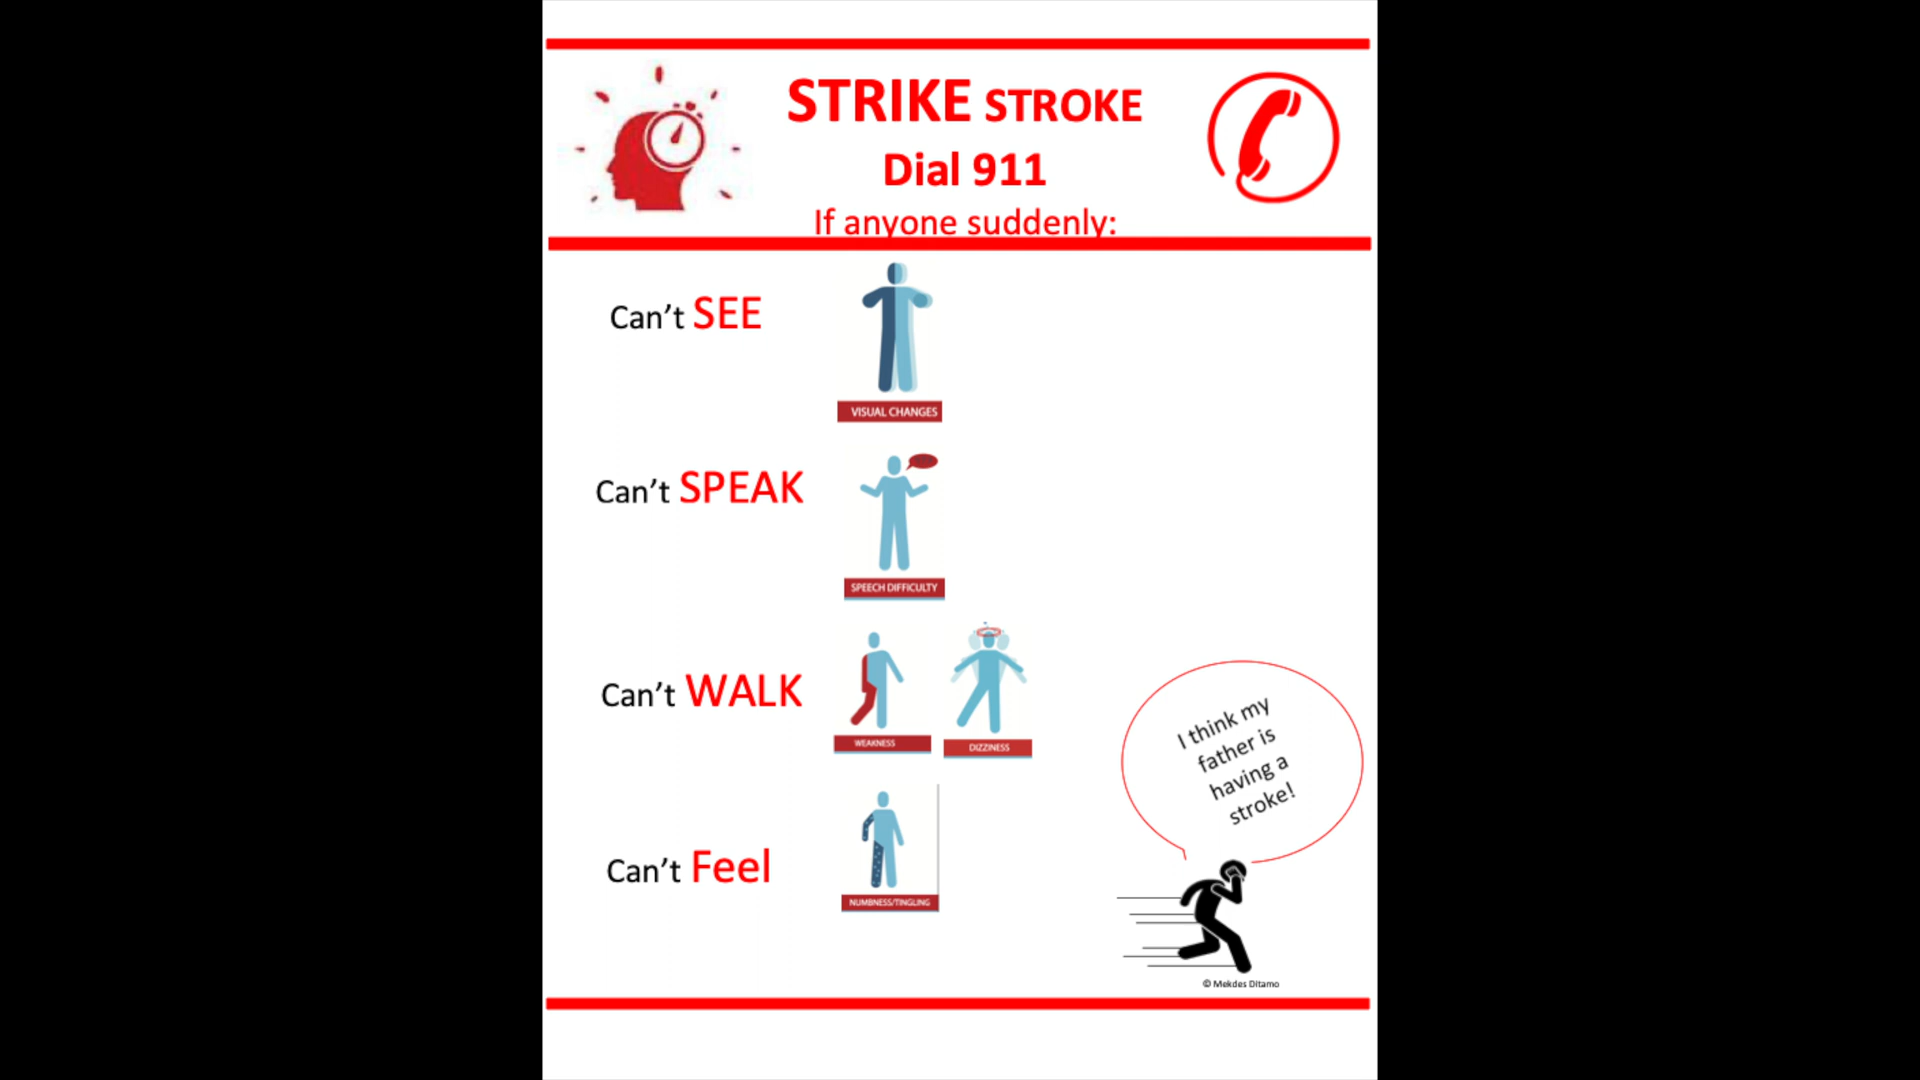 STRIKE STROKE
Dial 911
If anyone suddenly:
Can't SEE
VISUAL CHANGES
Can't SPEAK
SPEECH DIFFICULTY
Can't WALK
WEAKNESS
DIZZINESS
I think my
father is
having a
stroke!
Can't Feel
NUMBNESS/TINGLING
© Mekdes Ditamo